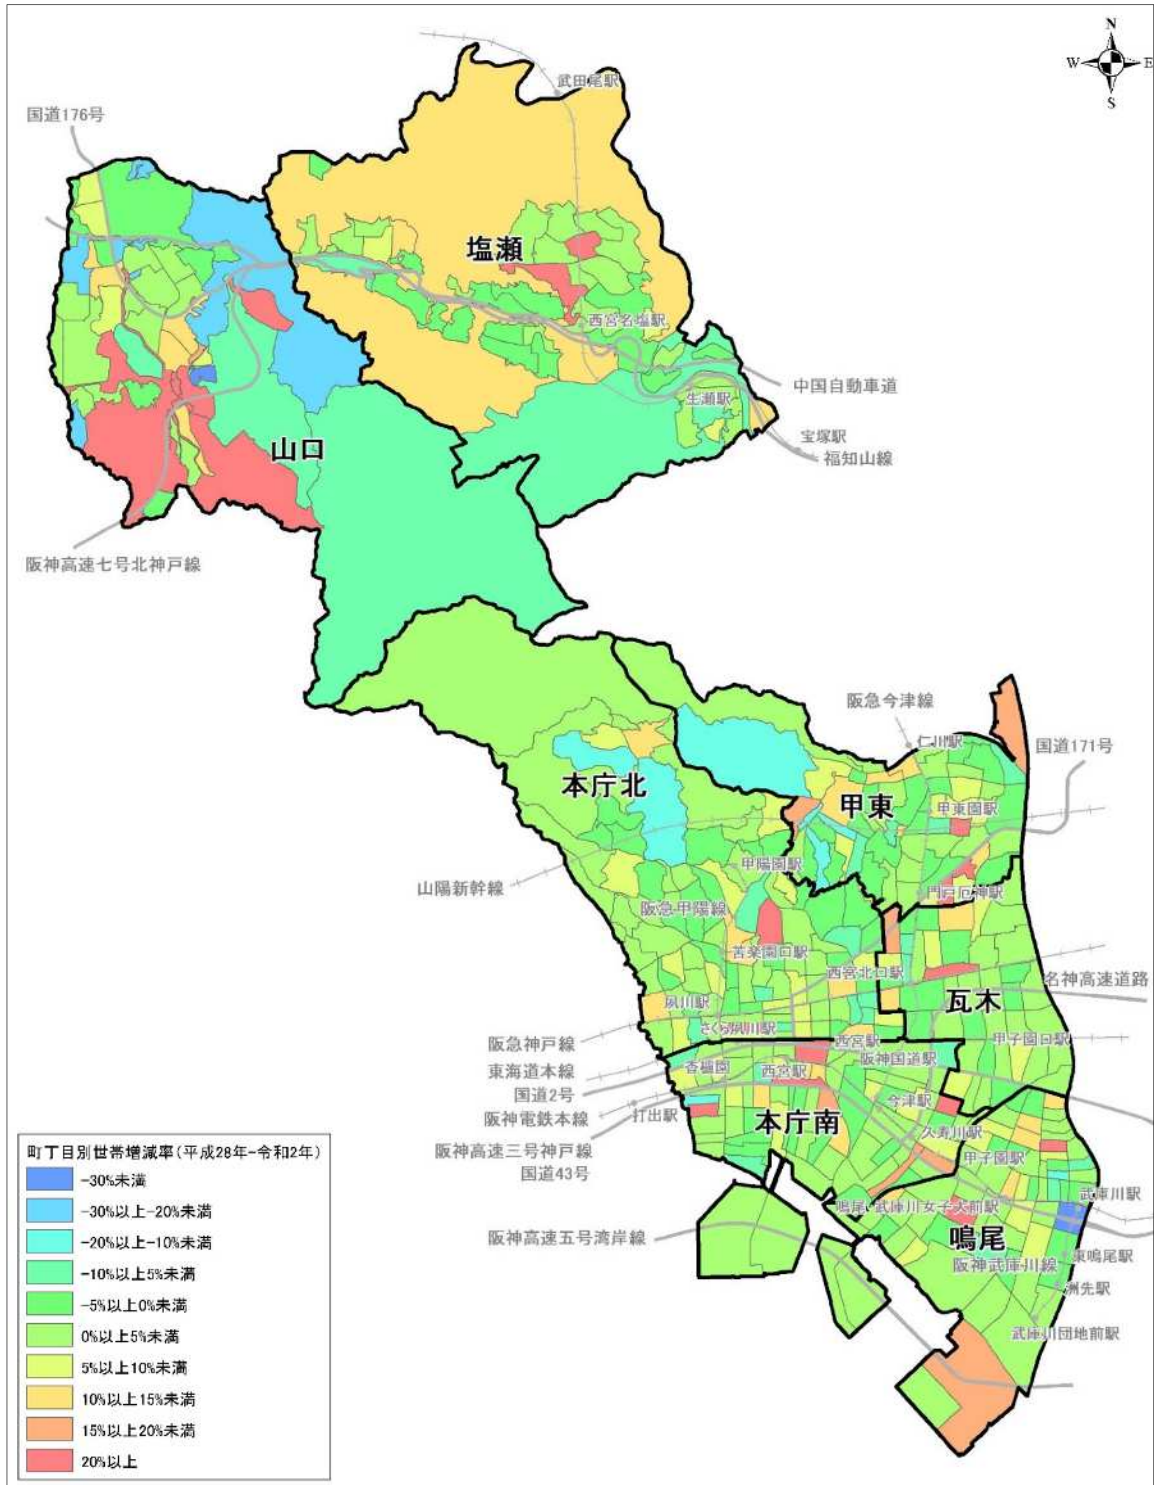 N
W
E
S
武田尾駅
国道176号
塩瀬
西宮名塩駅
中国自動車道
生瀬駅
宝塚駅
福知山線
山口
阪神高速七号北神戸線
阪急今津線
仁川駅
国道171号
本庁北
甲東
甲東園駅
甲陽園駅
山陽新幹線
門戸厄神駅
阪急甲陽線
苦楽園口駅
西宮北口駅
名神高速道路
瓦木
夙川駅
さくら夙川駅
西宮駅
甲子園口駅
阪急神戸線
阪神国道駅
東海道本線
香櫨園
西宮駅
国道2号
今津駅
阪神電鉄本線
打出駅
本庁南
久寿川駅
阪神高速三号神戸線
甲子園駅
国道43号
町丁目別世帯増減率(平成28年-令和2年)
-30%未満
-30%以上-20%未満
-20%以上-10%未満
-10%以上5%未満
-5%以上0%未満
0%以上5%未満
5%以上10%未満
10%以上15%未満
15%以上20%未満
20%以上
武庫川駅
鳴尾・武庫川女子大前駅
阪神高速五号湾岸線
鳴尾
東鳴尾駅
阪神武庫川線
洲先駅
武庫川団地前駅